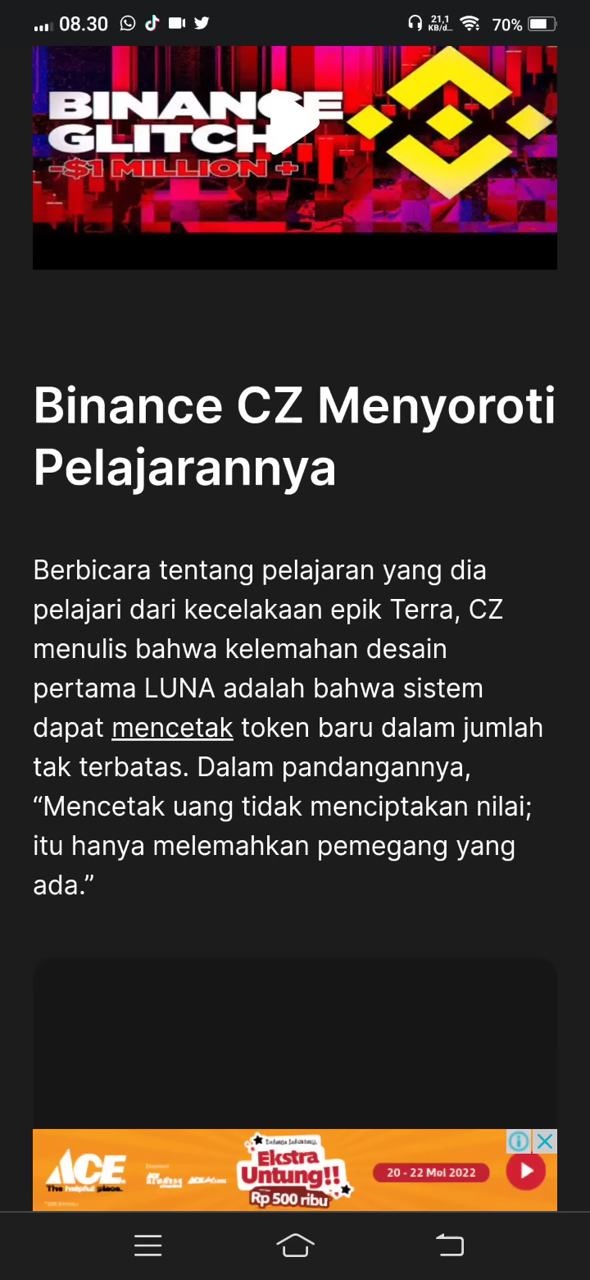 08.30
21,1
KB/d...
70%
BINANCE
GLITCH
-$1 MILLION +
Binance CZ Menyoroti
Pelajarannya
Berbicara tentang pelajaran yang dia
pelajari dari kecelakaan epik Terra, CZ
menulis bahwa kelemahan desain
pertama LUNA adalah bahwa sistem
dapat mencetak token baru dalam jumlah
tak terbatas. Dalam pandangannya,
“Mencetak uang tidak menciptakan nilai;
itu hanya melemahkan pemegang yang
ada.”
ACE
The helpful place.
Ekstra
Untung!!
Rp 500 ribu
20 - 22 Mei 2022